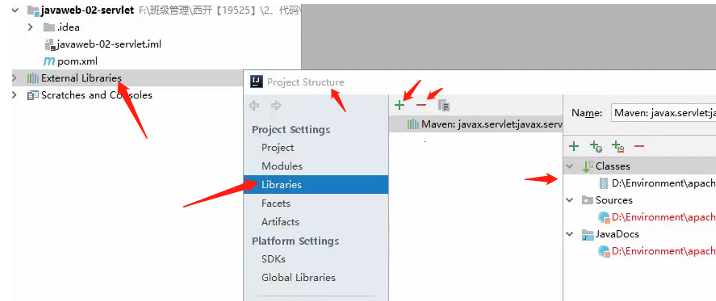 javaweb-02-servlet F:\班级管理\西开【19525】\2、代码\
.idea
javaweb-02-servlet.iml
pom.xml
External Libraries
Scratches and Consoles
Project Structure
Project Settings
Project
Modules
Libraries
Facets
Artifacts
Platform Settings
SDKs
Global Libraries
Maven: javax.servlet:javax.serv
Name: Maven: javax.servlet:ja
Classes
D:\Environment\apach
Sources
D:\Environment\apach
JavaDocs
D:\Environment\apach